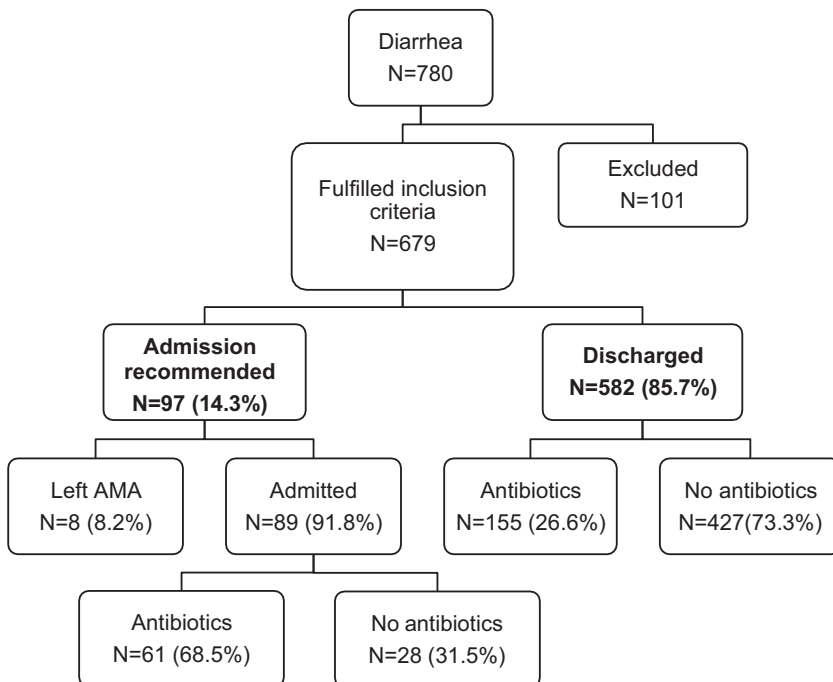 Diarrhea
N=780
Fulfilled inclusion
criteria
N=679
Excluded
N=101
Admission
recommended
N=97 (14.3%)
Discharged
N=582 (85.7%)
Left AMA
N=8 (8.2%)
Admitted
N=89 (91.8%)
Antibiotics
N=155 (26.6%)
No antibiotics
N=427(73.3%)
Antibiotics
N=61 (68.5%)
No antibiotics
N=28 (31.5%)